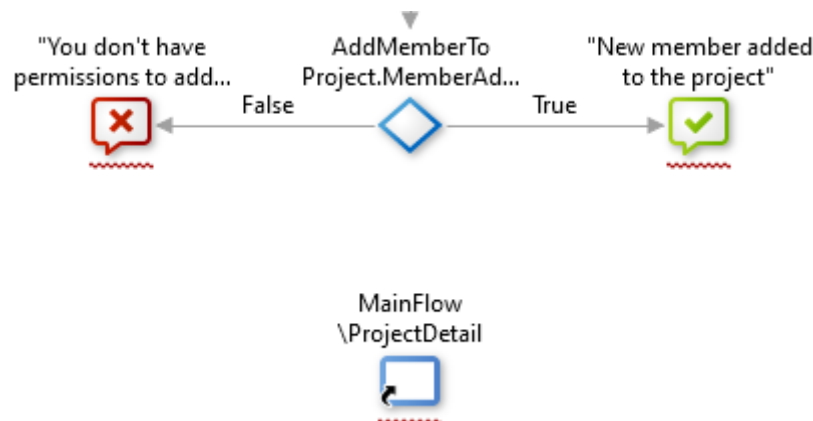 "You don't have
permissions to add...
AddMemberTo
Project.MemberAd...
"New member added
to the project"
False
True
MainFlow
\ProjectDetail